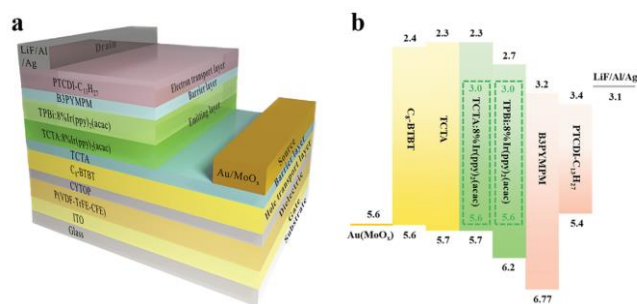 a
LiF/Al
/Ag
Drain
PTCDI-C₁₃H₂₇
Electron transport layer
B3PYMPM
Barrier layer
TPBi:8%Ir(ppy)₂(acac)
Emitting layer
TCTA:8%Ir(ppy)₂(acac)
TCTA
C₈-BTBT
CYTOP
P(VDF-TrFE-CFE)
ITO
Glass
Source
Au/MoOₓ
Barrier layer
Hole transport layer
Dielectric
Gate
Substrate
b
2.4
2.3
2.3
2.7
3.0
3.0
3.2
3.4
LiF/Al/Ag
3.1
C₈-BTBT
TCTA
TCTA:8%Ir(ppy)₂(acac)
TPBi:8%Ir(ppy)₂(acac)
B3PYMPM
PTCDI-C₁₃H₂₇
5.6
Au(MoOₓ)
5.6
5.7
5.6
5.7
5.6
6.2
6.77
5.4